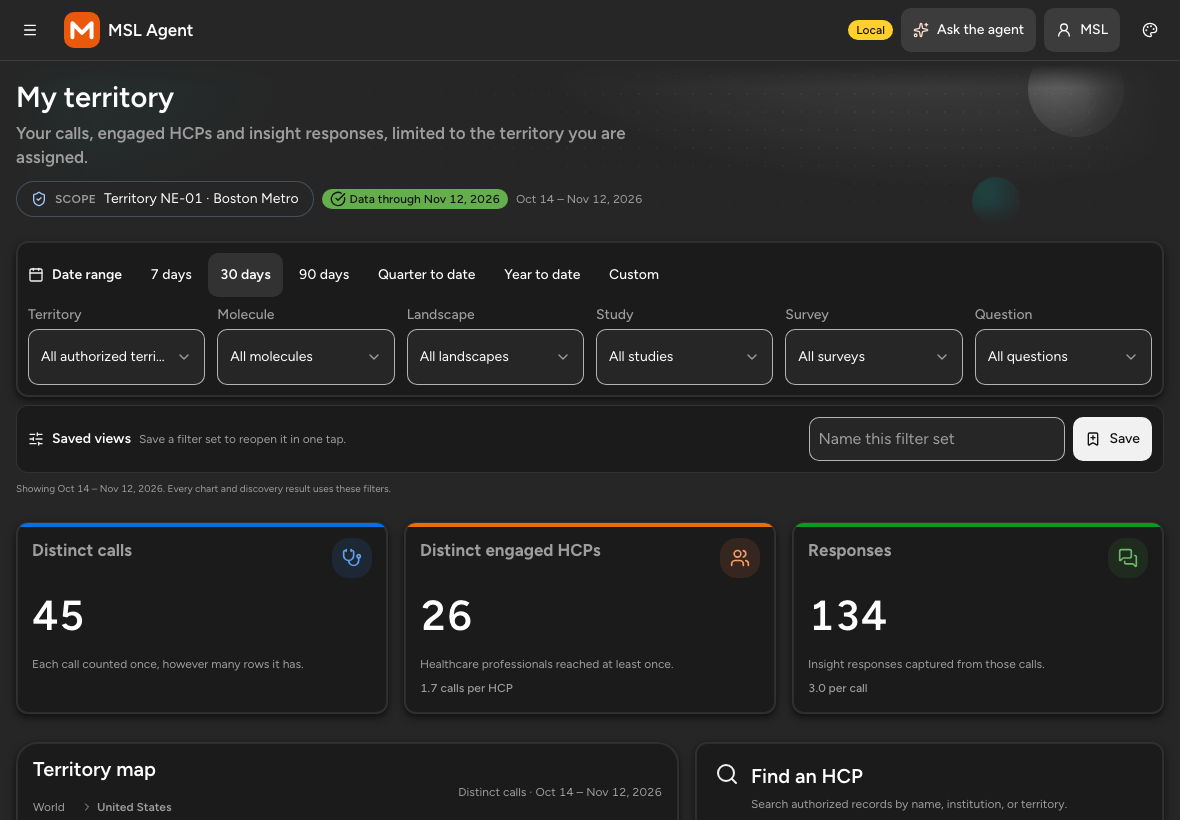 MSL Agent
Local
Ask the agent
MSL
My territory
Your calls, engaged HCPs and insight responses, limited to the territory you are
assigned.
SCOPE Territory NE-01 · Boston Metro
Data through Nov 12, 2026
Oct 14 – Nov 12, 2026
Date range
7 days
30 days
90 days
Quarter to date
Year to date
Custom
Territory
Molecule
Landscape
Study
Survey
Question
All authorized terri...
All molecules
All landscapes
All studies
All surveys
All questions
Saved views
Save a filter set to reopen it in one tap.
Name this filter set
Save
Showing Oct 14 – Nov 12, 2026. Every chart and discovery result uses these filters.
Distinct calls
45
Each call counted once, however many rows it has.
Distinct engaged HCPs
26
Healthcare professionals reached at least once.
1.7 calls per HCP
Responses
134
Insight responses captured from those calls.
3.0 per call
Territory map
World
United States
Distinct calls · Oct 14 – Nov 12, 2026
Find an HCP
Search authorized records by name, institution, or territory.